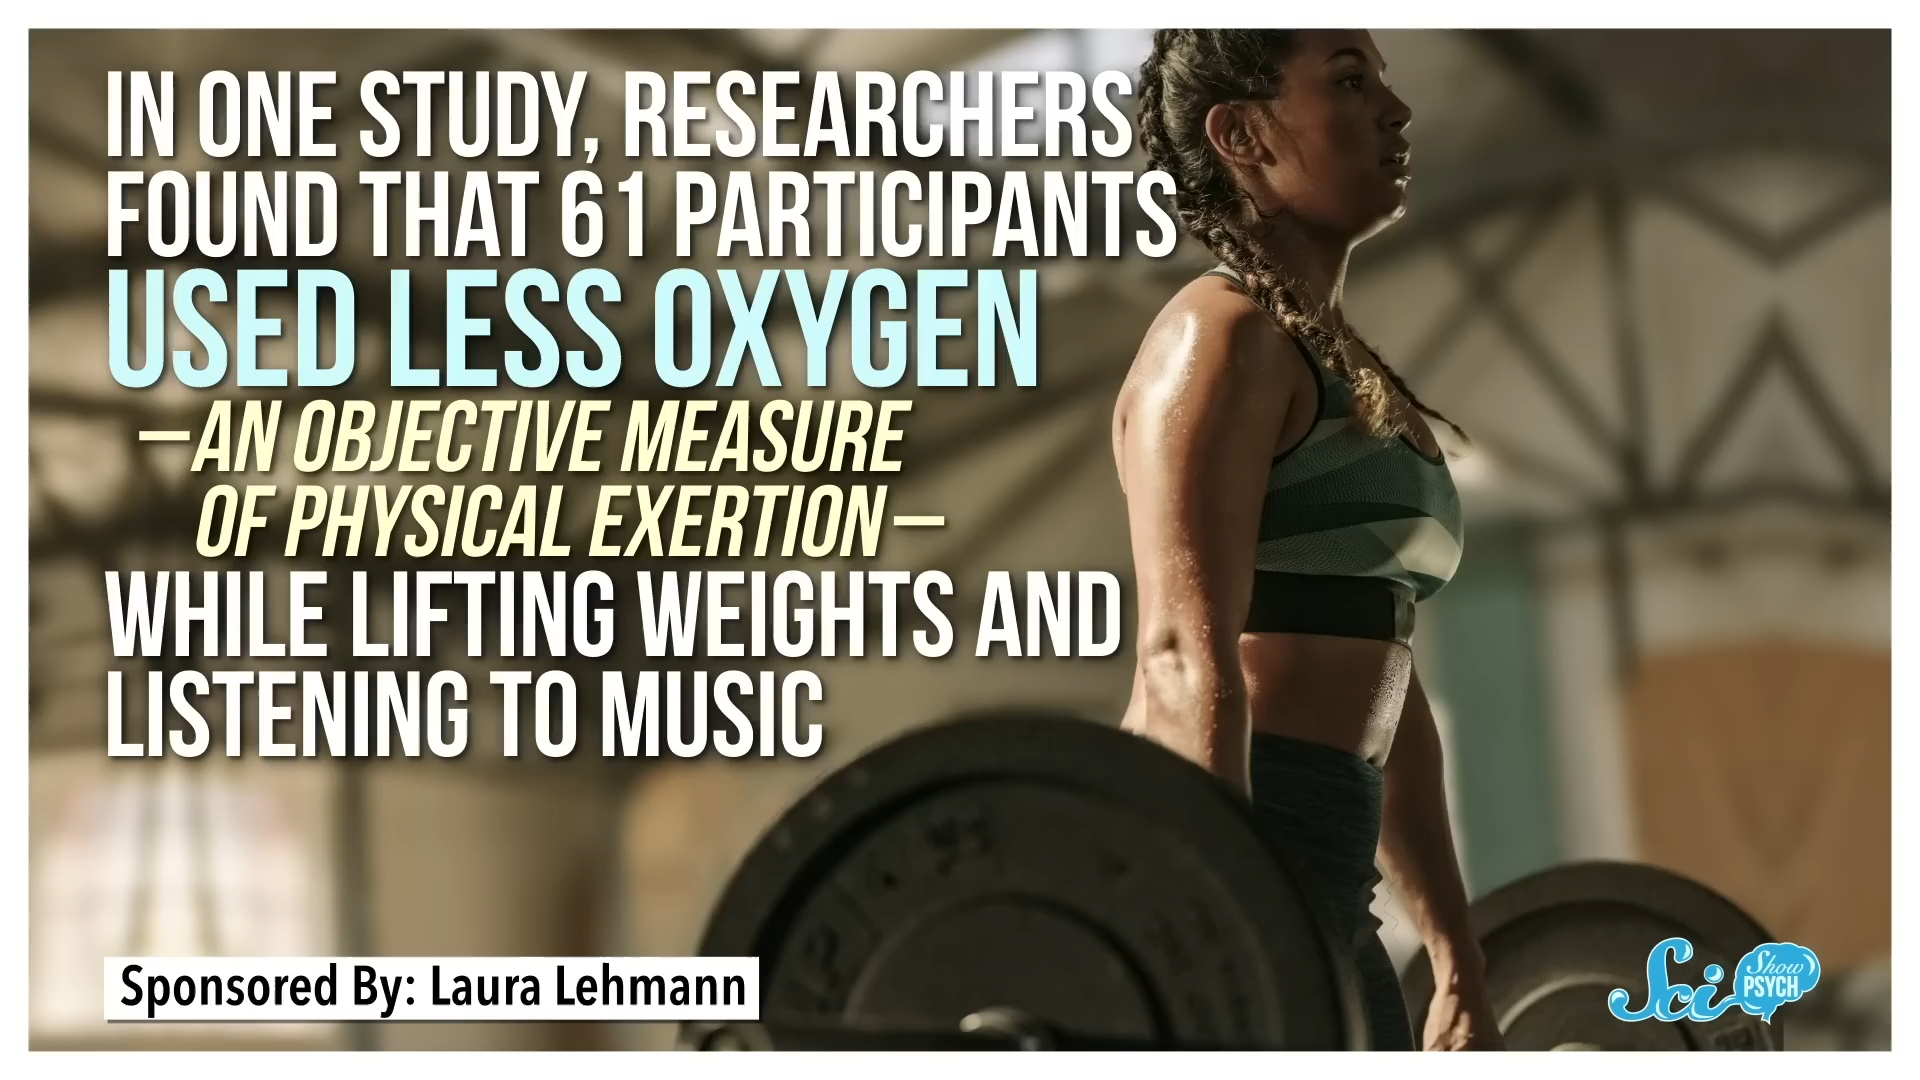 IN ONE STUDY, RESEARCHERS
FOUND THAT 61 PARTICIPANTS
USED LESS OXYGEN
—AN OBJECTIVE MEASURE
OF PHYSICAL EXERTION—
WHILE LIFTING WEIGHTS AND
LISTENING TO MUSIC
Sponsored By: Laura Lehmann
Sci Show
PSYCH